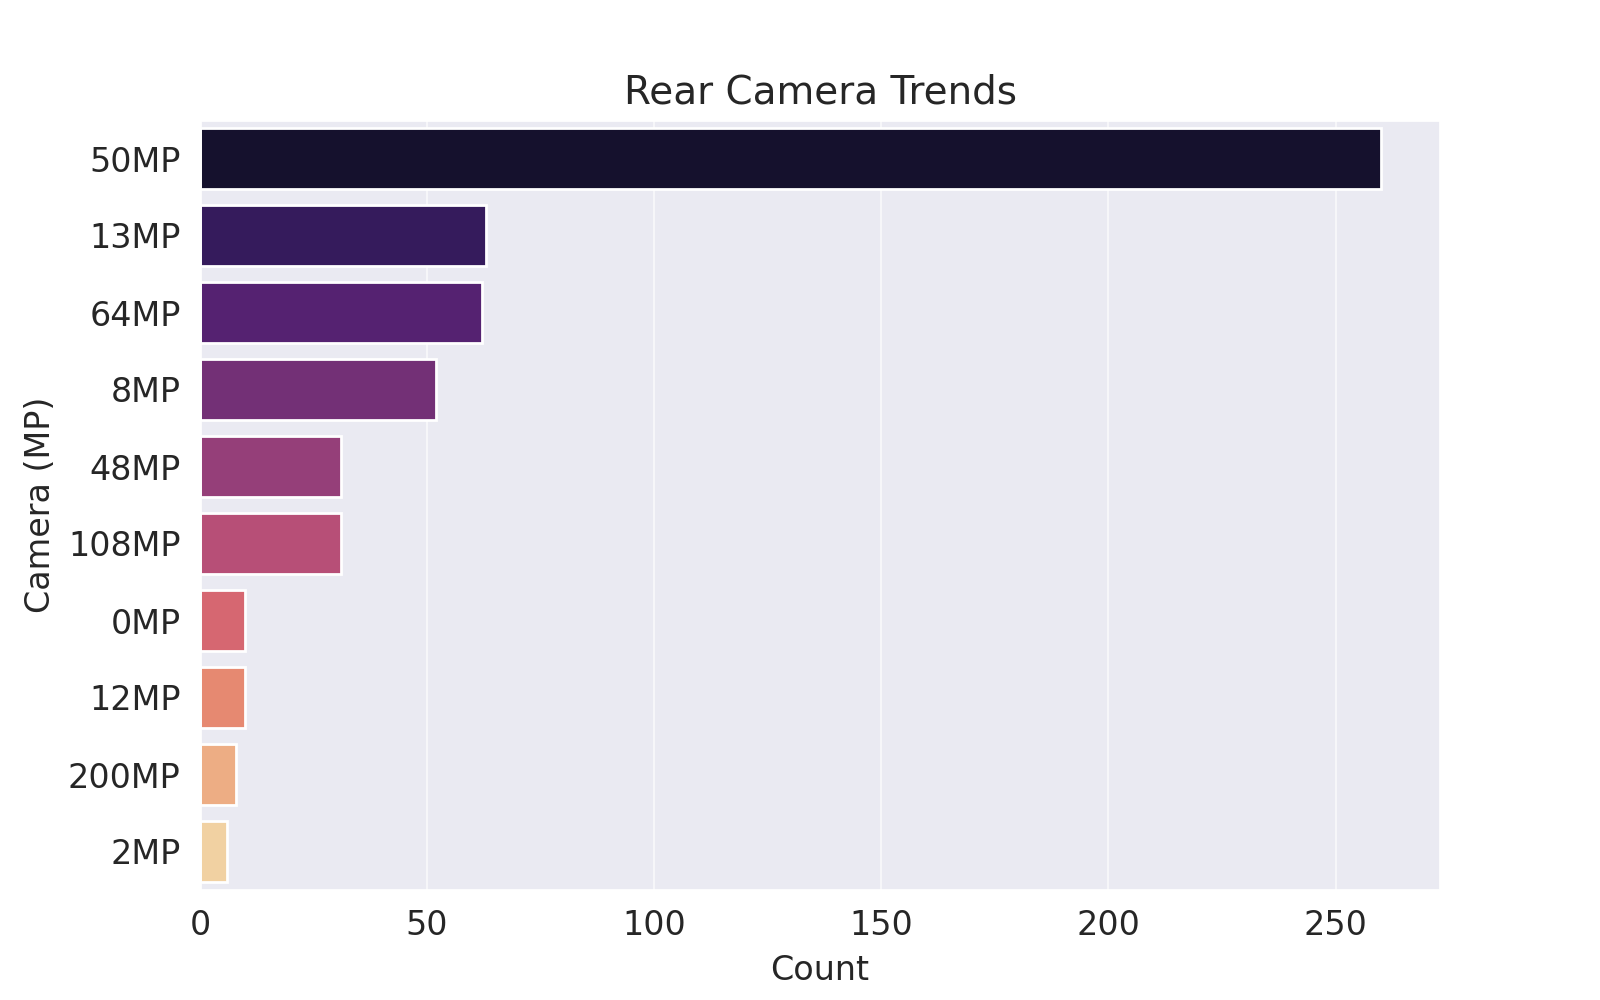 Rear Camera Trends
50MP
13MP
64MP
8MP
48MP
108MP
0MP
12MP
200MP
2MP
Camera (MP)
0 50 100 150 200 250
Count